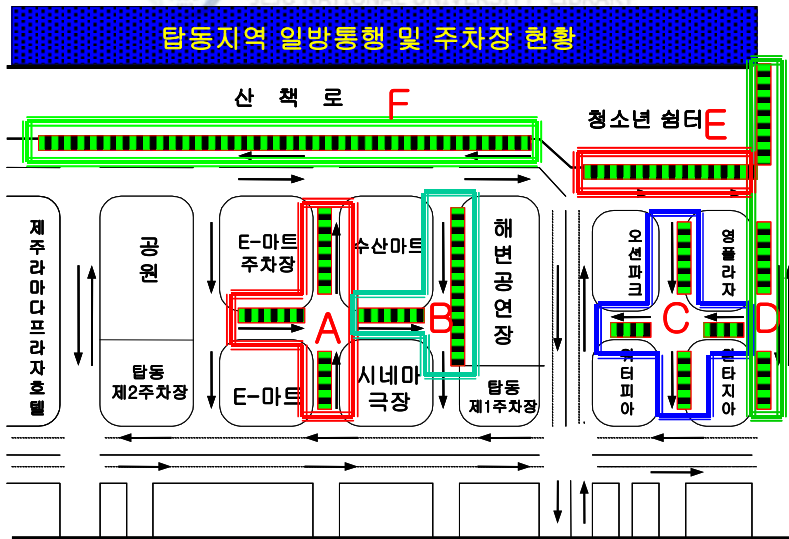 JEJU NATIONAL UNIVERSITY LIBRARY
탑동지역 일방통행 및 주차장 현황
산 책 로
F
청소년 쉼터
E
제주라마다프라자호텔
공원
E-마트
주차장
수산마트
해변공연장
오션파크
영플라자
A
B
C
D
탑동
제2주차장
E-마트
시네마
극장
탑동
제1주차장
워터피아
판타지아